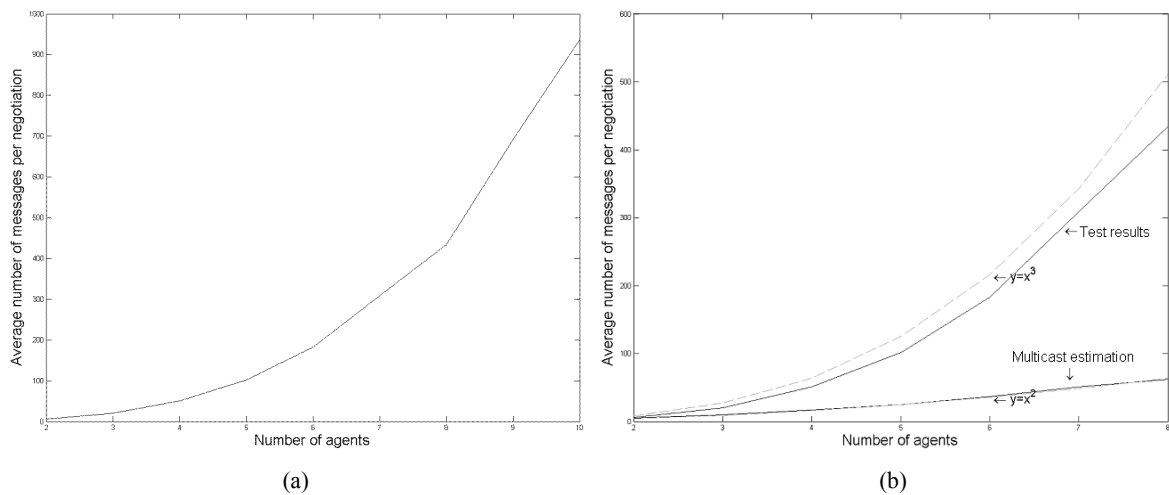 1000
900
800
700
600
500
400
300
200
100
0
2 3 4 5 6 7 8 9 10
Average number of messages per negotiation
Number of agents
(a)
600
500
400
300
200
100
0
2 3 4 5 6 7 8
Average number of messages per negotiation
Number of agents
← Test results
← y=x³
Multicast estimation
↓
← y=x²
(b)